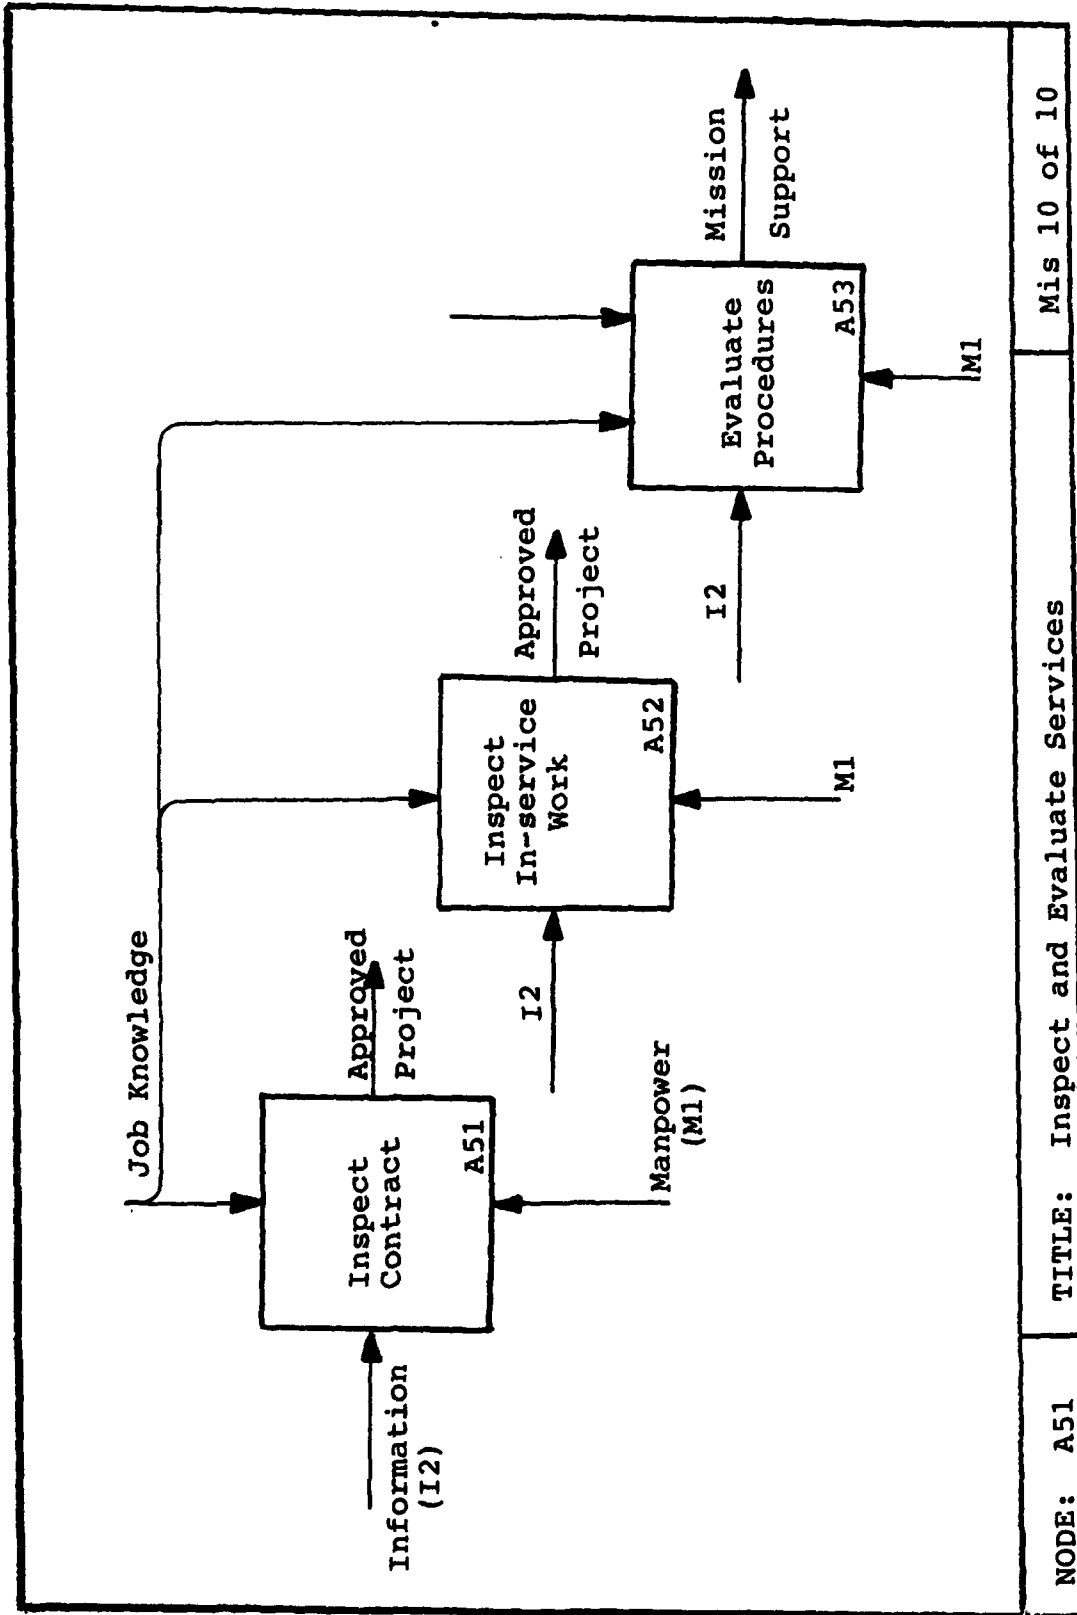 Job Knowledge
Information
(I2)
Inspect
Contract
A51
Manpower
(M1)
Approved
Project
I2
Inspect
In-service
Work
A52
M1
Approved
Project
I2
Evaluate
Procedures
A53
M1
Mission
Support
NODE: A51
TITLE: Inspect and Evaluate Services
Mis 10 of 10